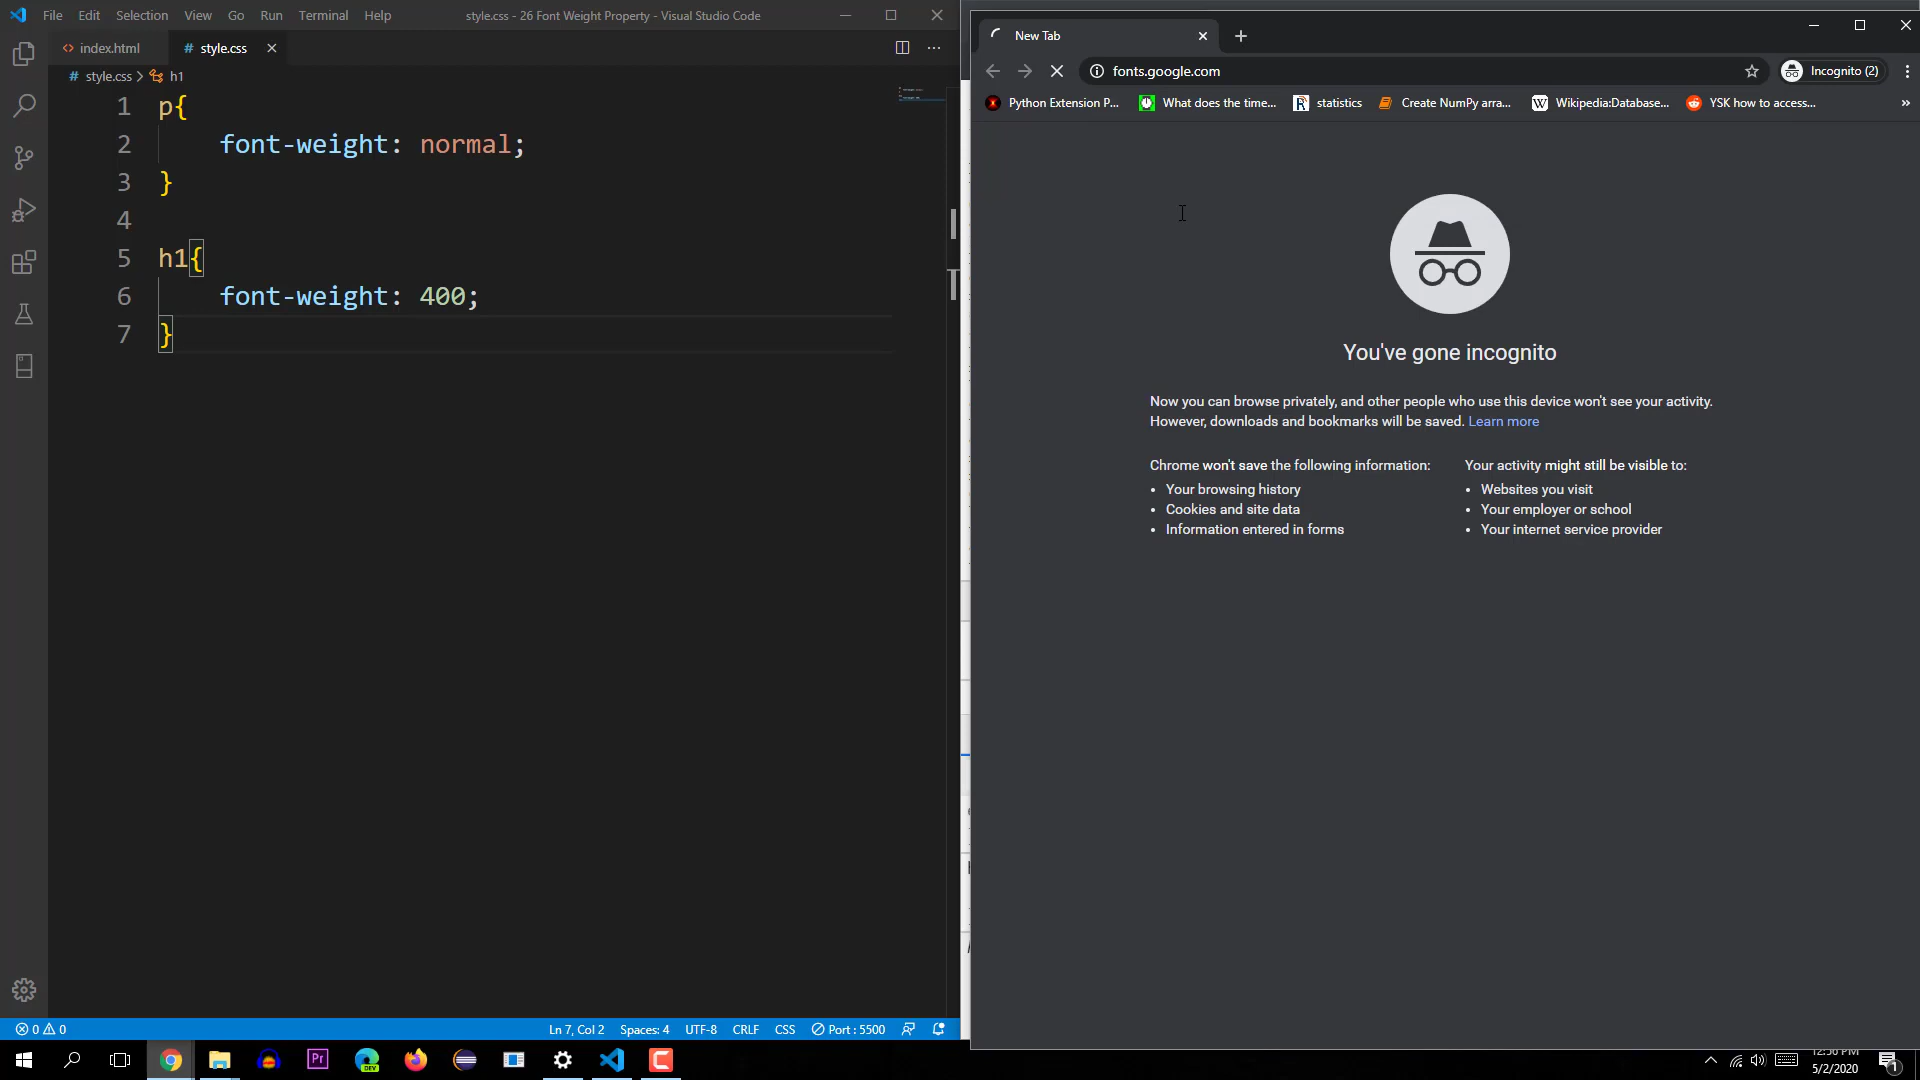 File Edit Selection View Go Run Terminal Help
style.css - 26 Font Weight Property - Visual Studio Code
<> index.html
# style.css
# style.css > h1
1 p{
2 font-weight: normal;
3 }
4
5 h1{
6 font-weight: 400;
7 }
0 0
Ln 7, Col 2 Spaces: 4 UTF-8 CRLF CSS Port : 5500
New Tab
fonts.google.com
Incognito (2)
Python Extension P...
What does the time...
statistics
Create NumPy arra...
Wikipedia:Database...
YSK how to access...
»
You've gone incognito
Now you can browse privately, and other people who use this device won't see your activity.
However, downloads and bookmarks will be saved. Learn more
Chrome won't save the following information:
• Your browsing history
• Cookies and site data
• Information entered in forms
Your activity might still be visible to:
• Websites you visit
• Your employer or school
• Your internet service provider
Pr
DEV
12:56 PM
5/2/2020
1